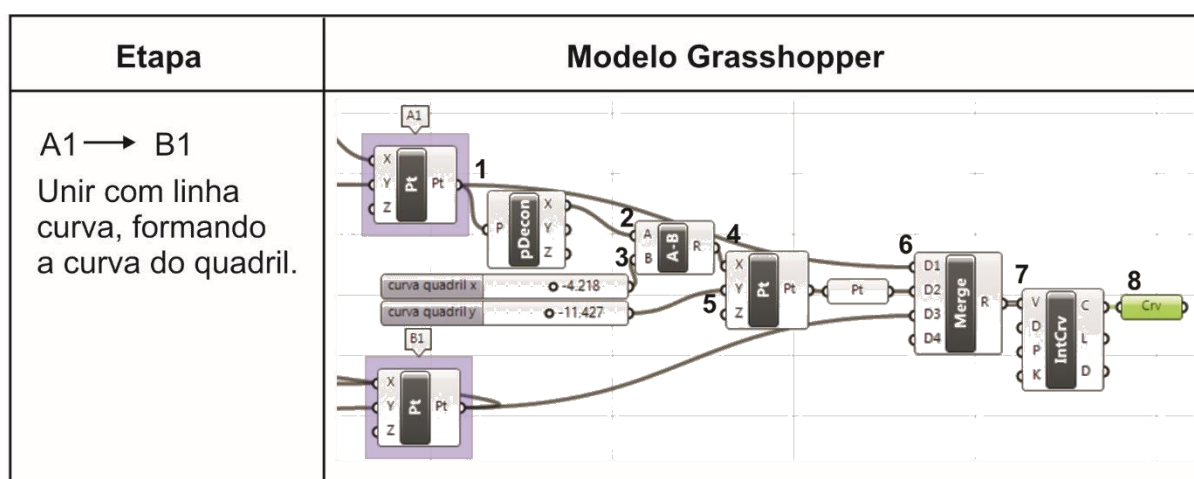 Etapa
Modelo Grasshopper
A1 → B1
Unir com linha
curva, formando
a curva do quadril.
A1
X
Y
Z
Pt
Pt
1
P
pDecon
X
Y
Z
2
3
A
B
A-B
R
4
curva quadril x
-4.218
curva quadril y
-11.427
5
X
Y
Z
Pt
Pt
Pt
6
D1
D2
D3
D4
Merge
R
7
V
D
P
K
IntCrv
C
L
D
8
Crv
B1
X
Y
Z
Pt
Pt